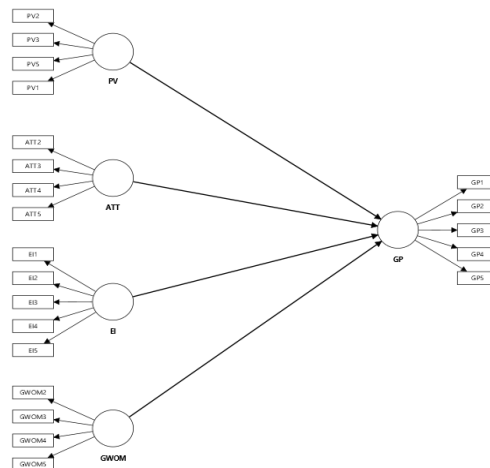 PV2
PV3
PV5
PV1
PV
ATT2
ATT3
ATT4
ATT5
ATT
EI1
EI2
EI3
EI4
EI5
EI
GWOM2
GWOM3
GWOM4
GWOM5
GWOM
GP
GP1
GP2
GP3
GP4
GP5